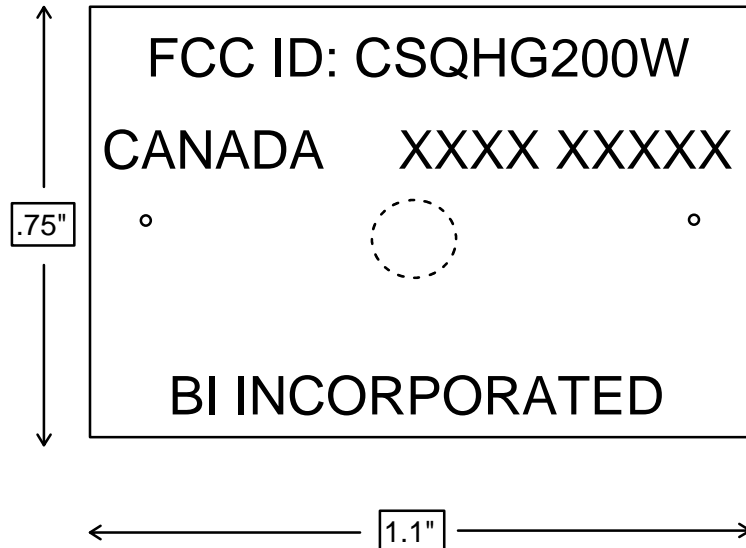 FCC ID: CSQHG200W
CANADA XXXX XXXXX
.75"
BI INCORPORATED
1.1"